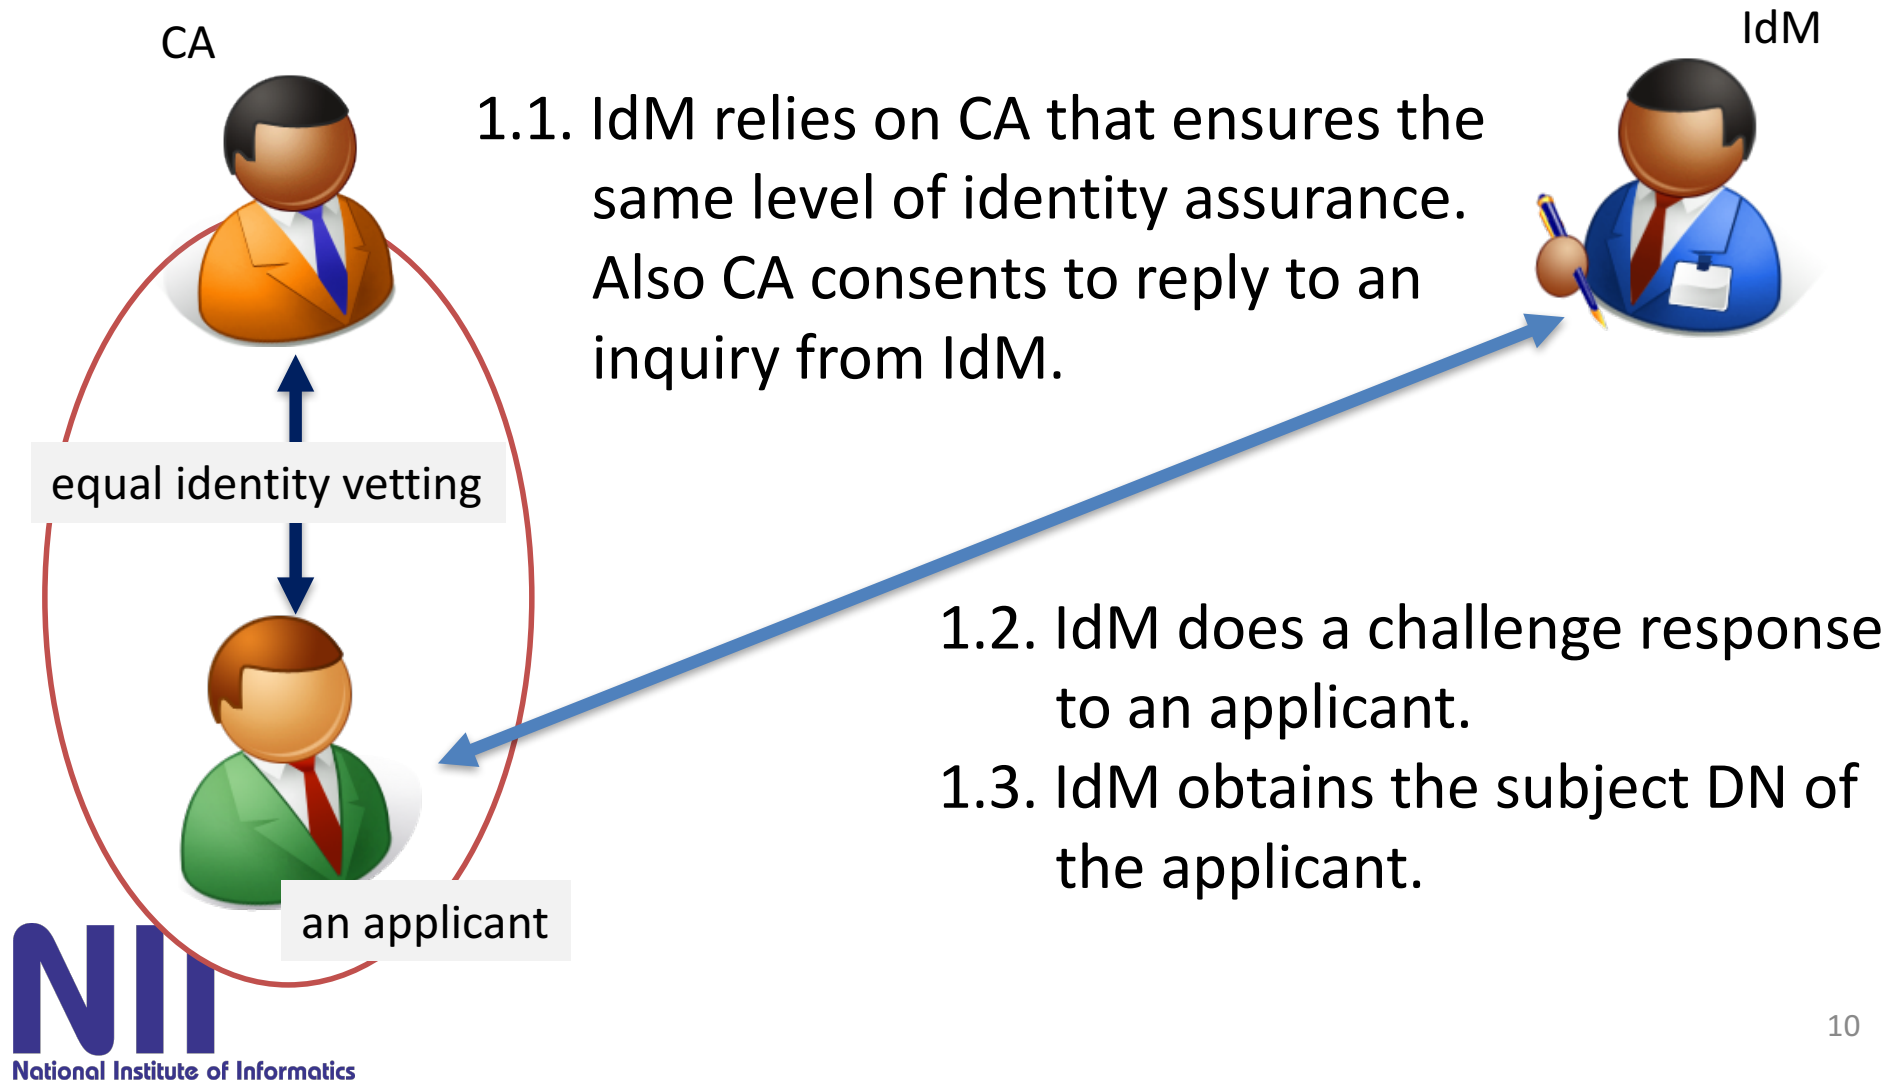 CA
IdM
1.1. IdM relies on CA that ensures the
same level of identity assurance.
Also CA consents to reply to an
inquiry from IdM.
equal identity vetting
1.2. IdM does a challenge response
to an applicant.
1.3. IdM obtains the subject DN of
the applicant.
an applicant
NII
National Institute of Informatics
10